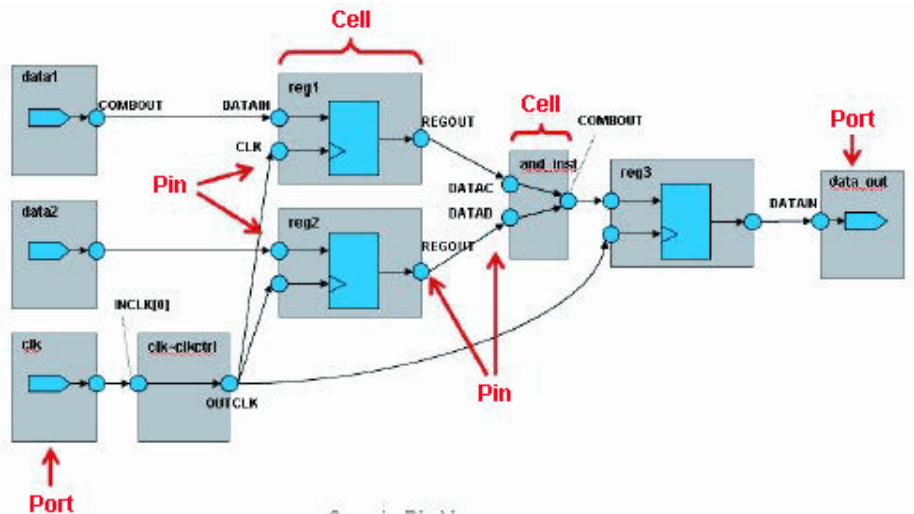 Cell
data1
reg1
COMBOUT
DATAIN
REGOUT
CLK
Cell
COMBOUT
Port
and_inst
reg3
data_out
Pin
DATAC
DATAD
DATAIN
data2
reg2
REGOUT
INCLK[0]
clk
clk~clkctrl
OUTCLK
Pin
Port